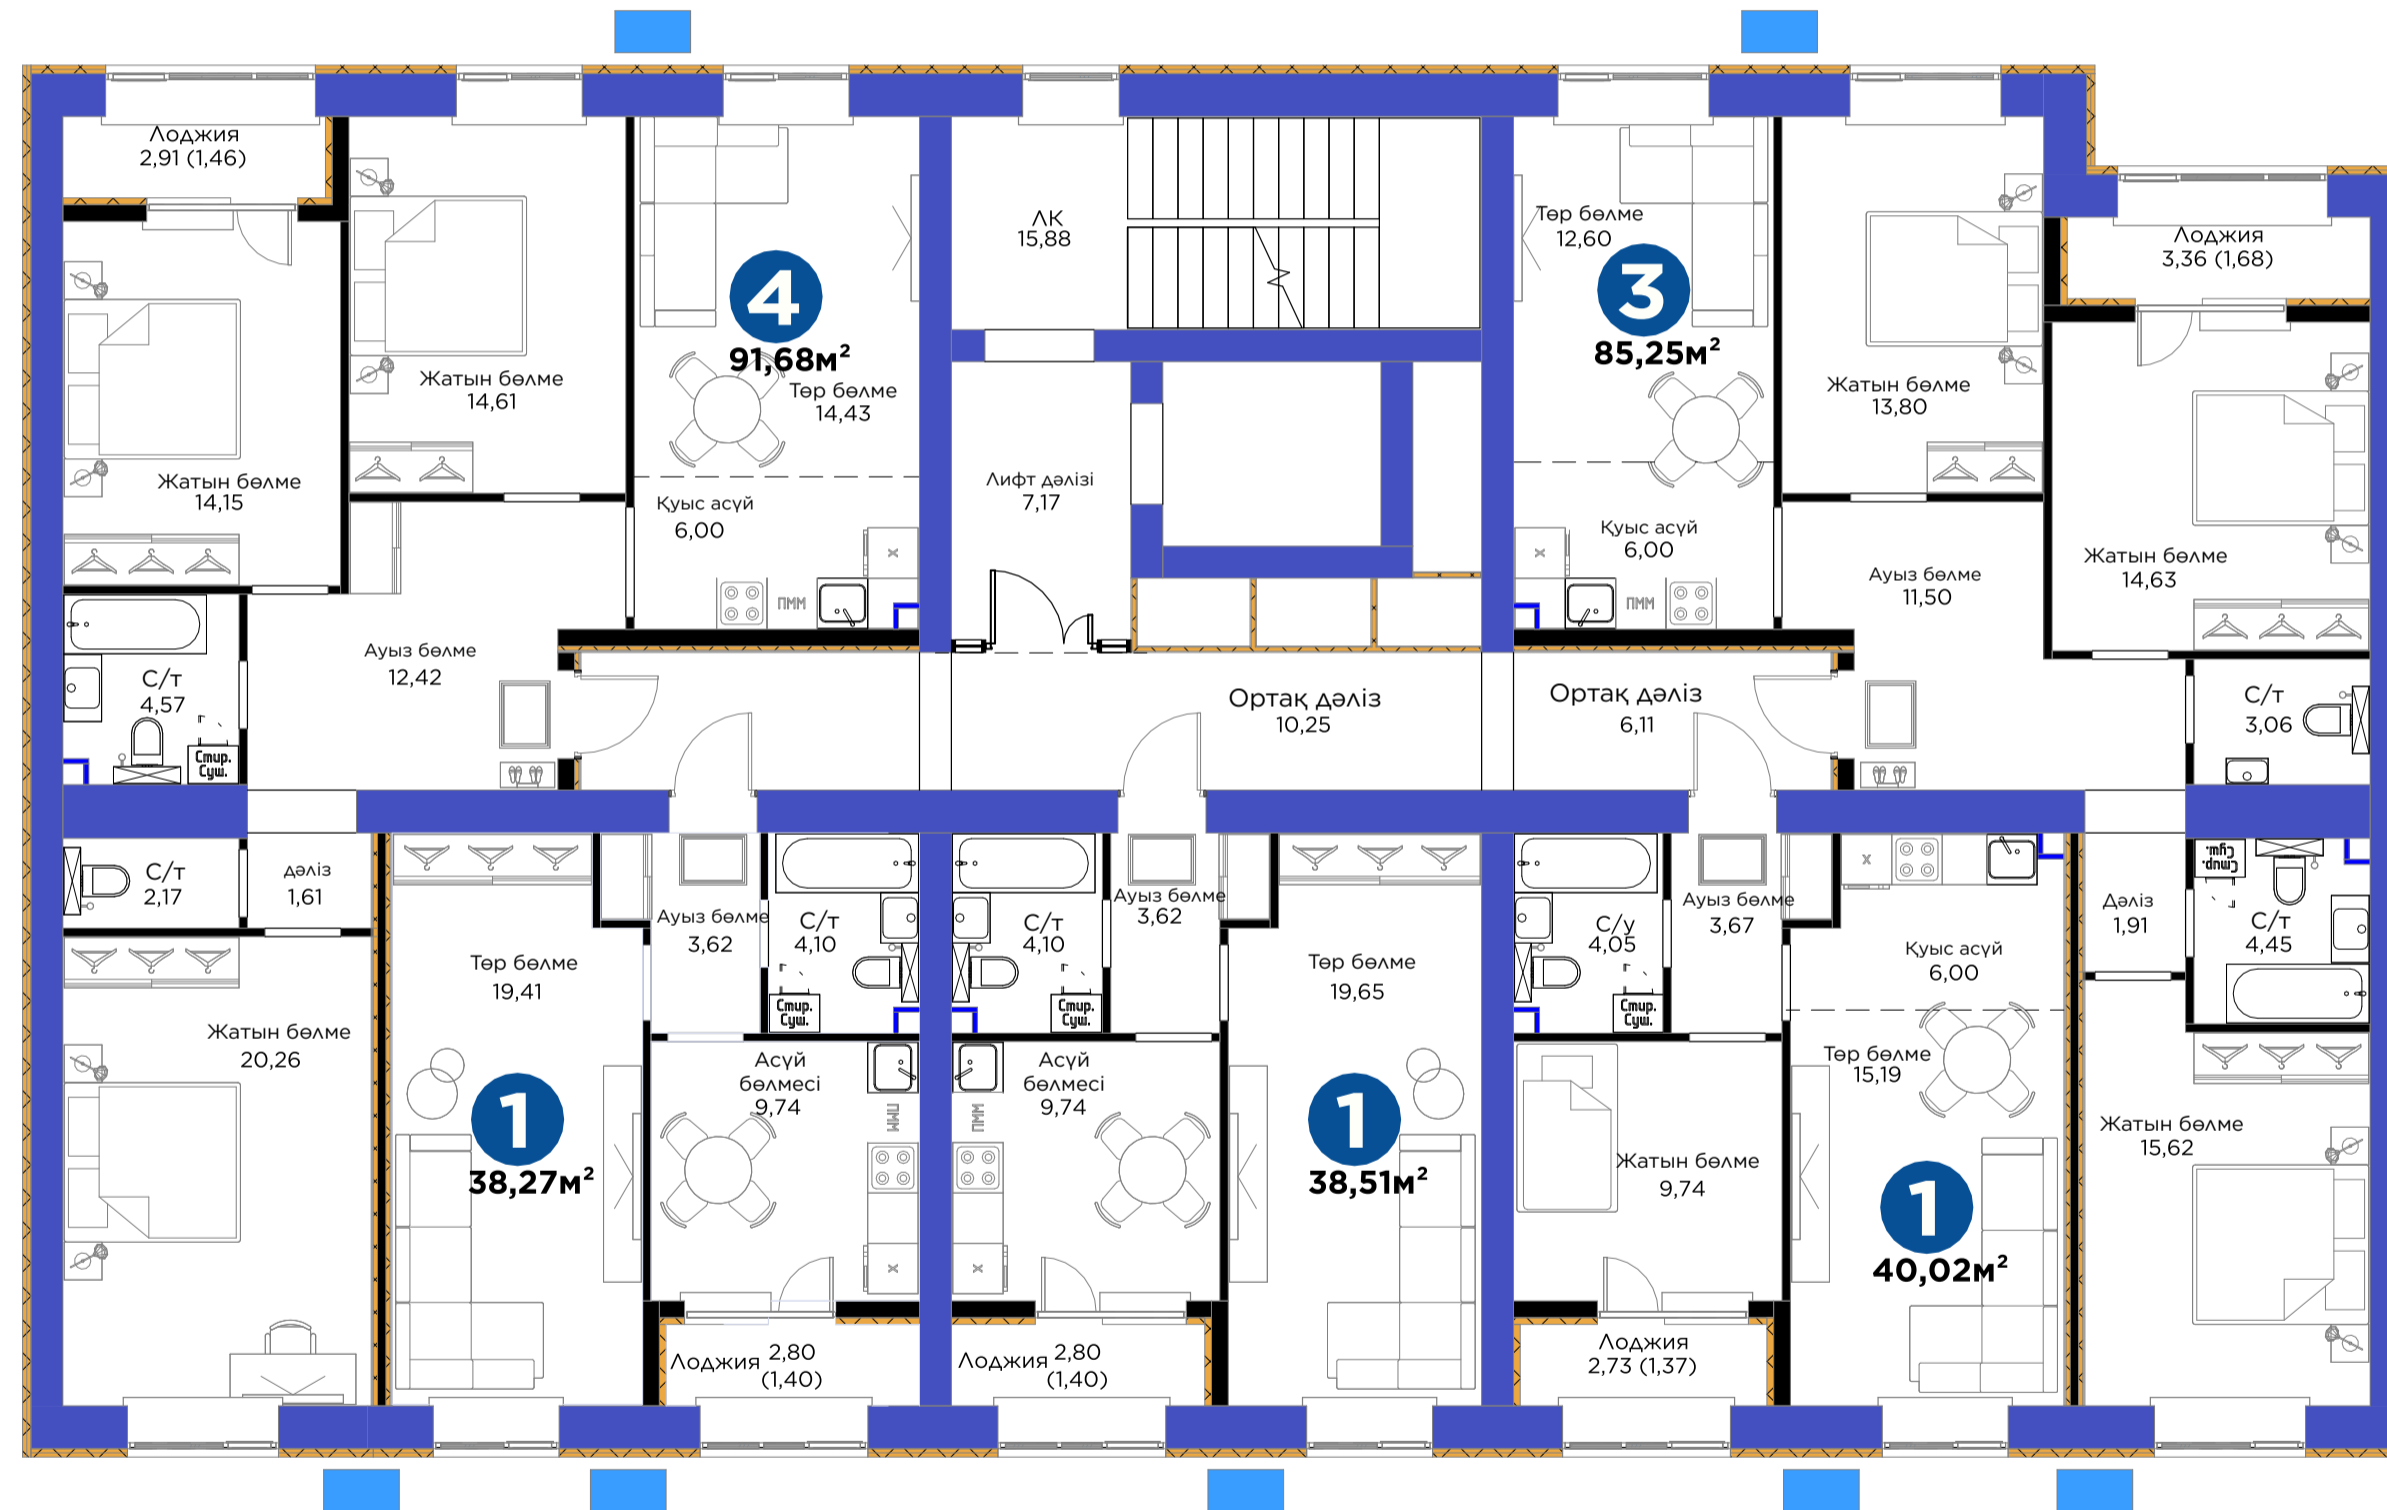 Лоджия
2,91 (1,46)
Жатын бөлме
14,15
Жатын бөлме
14,61
4
91,68м²
Төр бөлме
14,43
Қуыс асүй
6,00
ПММ
Ауыз бөлме
12,42
С/т
4,57
Стир.
Суш.
С/т
2,17
дәліз
1,61
Жатын бөлме
20,26
ЛК
15,88
Лифт дәлізі
7,17
Ортақ дәліз
10,25
Ортақ дәліз
6,11
Төр бөлме
12,60
3
85,25м²
Қуыс асүй
6,00
ПММ
Жатын бөлме
13,80
Лоджия
3,36 (1,68)
Жатын бөлме
14,63
Ауыз бөлме
11,50
С/т
3,06
Дәліз
1,91
Стир.
Суш.
С/т
4,45
Жатын бөлме
15,62
Төр бөлме
19,41
1
38,27м²
Ауыз бөлме
3,62
С/т
4,10
Стир.
Суш.
Асүй
бөлмесі
9,74
ПММ
Лоджия 2,80
(1,40)
С/т
4,10
Стир.
Суш.
Ауыз бөлме
3,62
Асүй
бөлмесі
9,74
ПММ
Төр бөлме
19,65
1
38,51м²
Лоджия 2,80
(1,40)
С/у
4,05
Стир.
Суш.
Ауыз бөлме
3,67
Қуыс асүй
6,00
Төр бөлме
15,19
Жатын бөлме
9,74
1
40,02м²
Лоджия
2,73 (1,37)